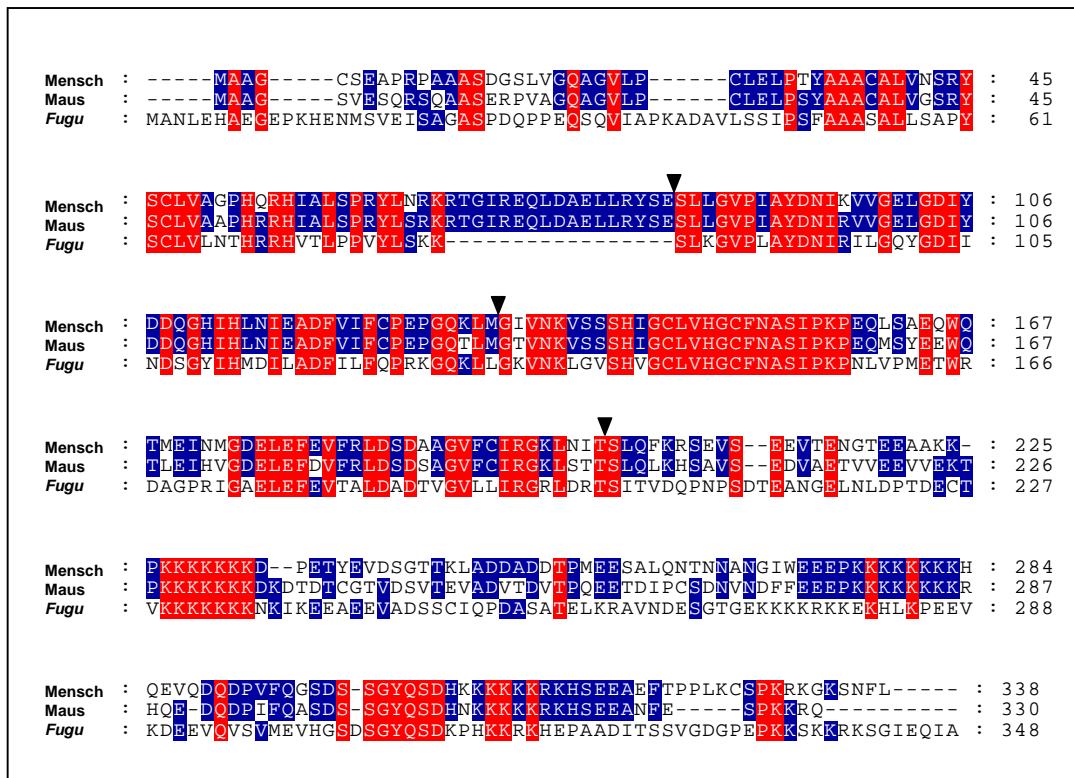 Mensch : -----MAAG-----CSEAPRPAAASDGSLVGQAGVLP------CLELPTYAAACALVNSRY : 45
Maus : -----MAAG-----SVESQRSQAASERPVAGQAGVLP------CLELPSYAAACALVGSRY : 45
Fugu : MANLEHAEGEPKHENMSVEISAGASPDQPPEQSQVIAPKADAVLSSIPSFAAASALLSAPY : 61
Mensch : SCLVAGPHQRHIALSPRYLNRKRTGIREQLDAELLRYSESLLGVPIAYDNIKVVGELGDIY : 106
Maus : SCLVAAPHRRHIALSPRYLSRKRTGIREQLDAELLRYSESLLGVPIAYDNIRVVGELGDIY : 106
Fugu : SCLVLNTHRRHVTLPPVYLSKK-----------------SLKGVPLAYDNIRILGQYGDII : 105
Mensch : DDQGHIHLNIEADFVIFCPEPGQKLMGIVNKVSSSHIGCLVHGCFNASIPKPEQLSAEQWQ : 167
Maus : DDQGHIHLNIEADFVIFCPEPGQTLMGTVNKVSSSHIGCLVHGCFNASIPKPEQMSYEEWQ : 167
Fugu : NDSGYIHMDILADFILFQPRKGQKLLGKVNKLGVSHVGCLVHGCFNASIPKPNLVPMETWR : 166
Mensch : TMEINMGDELEFEVFRLDSDAAGVFCIRGKLNITSLQFKRSEVS--EEVTENGTEEAAKK- : 225
Maus : TLEIHVGDELEFDVFRLDSDSAGVFCIRGKLSTTSLQLKHSAVS--EDVAETVVEEVVEKT : 226
Fugu : DAGPRIGAELEFEVTALDADTVGVLLIRGRLDRTSITVDQPNPSDTEANGELNLDPTDECT : 227
Mensch : PKKKKKKKD--PETYEVDSGTTKLADDADDTPMEESALQNTNNANGIWEEEPKKKKKKKKH : 284
Maus : PKKKKKKKDKDTDTCGTVDSVTEVADVTDVTPQEETDIPCSDNVNDFFEEEPKKKKKKKKR : 287
Fugu : VKKKKKKKNKIKEEAEEVADSSCIQPDASATELKRAVNDESGTGEKKKKRKKEKHLKPEEV : 288
Mensch : QEVQDQDPVFQGSDS-SGYQSDHKKKKKKRKHSEEAEFTPPLKCSPKRKGKSNFL----- : 338
Maus : HQE-DQDPIFQASDS-SGYQSDHNKKKKKRKHSEEANFE-----SPKKRQ---------- : 330
Fugu : KDEEVQVSVMEVHGSDSSGYQSDKPHKKRKHEPAADITSSVGDGPEPKKSKKRKSGIEQIA : 348